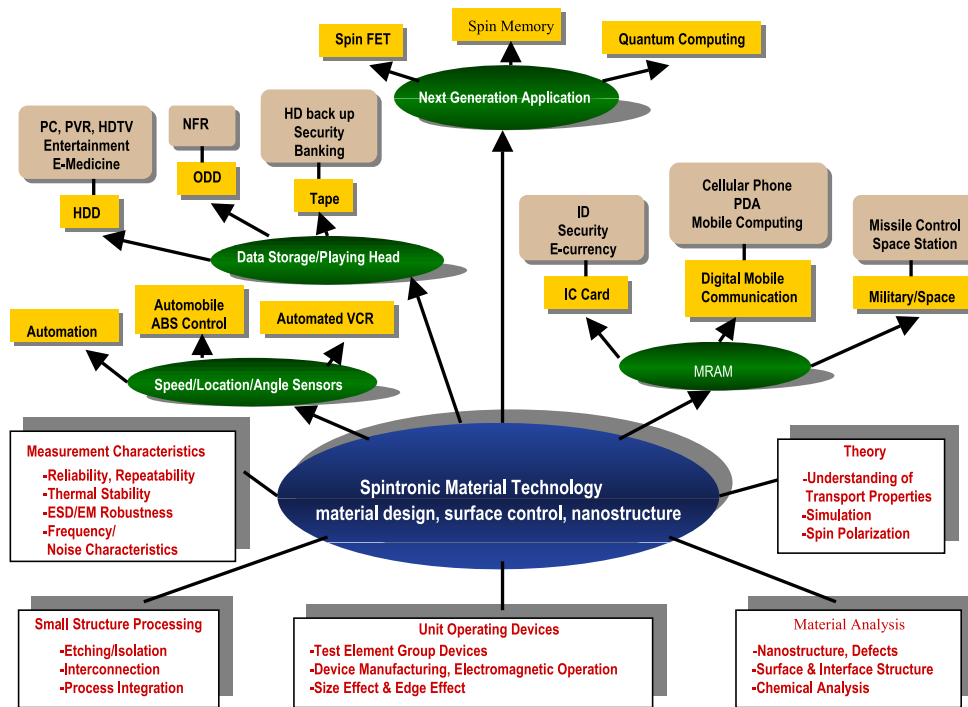 Spin FET
Spin Memory
Quantum Computing
Next Generation Application
PC, PVR, HDTV
Entertainment
E-Medicine
HDD
NFR
ODD
HD back up
Security
Banking
Tape
Data Storage/Playing Head
ID
Security
E-currency
IC Card
Cellular Phone
PDA
Mobile Computing
Digital Mobile
Communication
Missile Control
Space Station
Military/Space
MRAM
Automation
Automobile
ABS Control
Automated VCR
Speed/Location/Angle Sensors
Spintronic Material Technology
material design, surface control, nanostructure
Measurement Characteristics
-Reliability, Repeatability
-Thermal Stability
-ESD/EM Robustness
-Frequency/
Noise Characteristics
Theory
-Understanding of
Transport Properties
-Simulation
-Spin Polarization
Small Structure Processing
-Etching/Isolation
-Interconnection
-Process Integration
Unit Operating Devices
-Test Element Group Devices
-Device Manufacturing, Electromagnetic Operation
-Size Effect & Edge Effect
Material Analysis
-Nanostructure, Defects
-Surface & Interface Structure
-Chemical Analysis